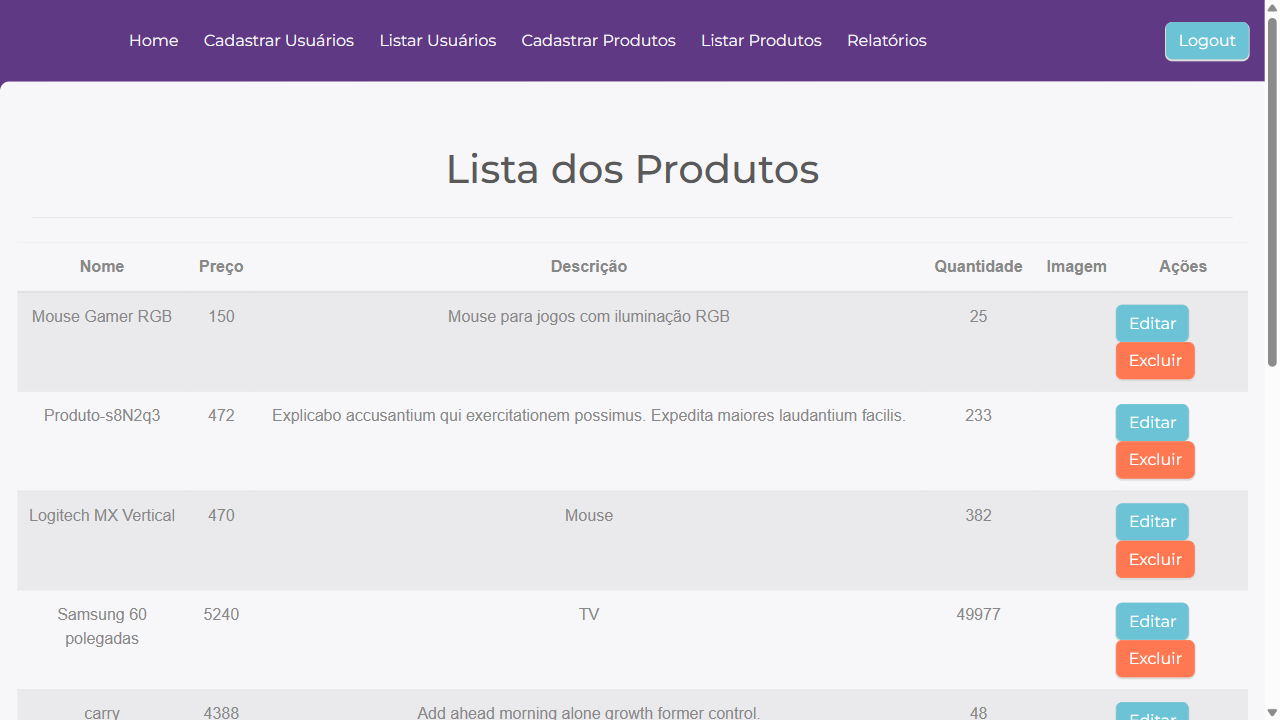 Home Cadastrar Usuários Listar Usuários Cadastrar Produtos Listar Produtos Relatórios Logout
Lista dos Produtos
Nome Preço Descrição Quantidade Imagem Ações
Mouse Gamer RGB 150 Mouse para jogos com iluminação RGB 25 Editar
Excluir
Produto-s8N2q3 472 Explicabo accusantium qui exercitationem possimus. Expedita maiores laudantium facilis. 233 Editar
Excluir
Logitech MX Vertical 470 Mouse 382 Editar
Excluir
Samsung 60 5240 TV 49977 Editar
polegadas
Excluir
carry 4388 Add ahead morning alone growth former control. 48 Editar